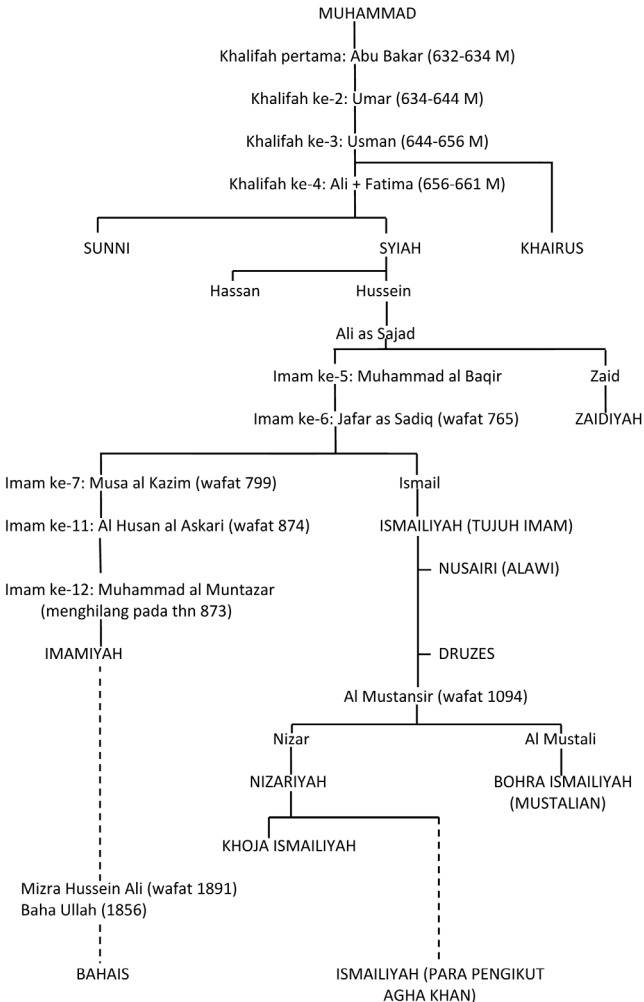 MUHAMMAD
Khalifah pertama: Abu Bakar (632-634 M)
Khalifah ke-2: Umar (634-644 M)
Khalifah ke-3: Usman (644-656 M)
Khalifah ke-4: Ali + Fatima (656-661 M)
SUNNI
SYIAH
KHAIRUS
Hassan
Hussein
Ali as Sajad
Imam ke-5: Muhammad al Baqir
Zaid
Imam ke-6: Jafar as Sadiq (wafat 765)
ZAIDIYAH
Imam ke-7: Musa al Kazim (wafat 799)
Ismail
Imam ke-11: Al Husan al Askari (wafat 874)
ISMAILIYAH (TUJUH IMAM)
NUSAIRI (ALAWI)
Imam ke-12: Muhammad al Muntazar
(menghilang pada thn 873)
IMAMIYAH
DRUZES
Al Mustansir (wafat 1094)
Nizar
Al Mustali
NIZARIYAH
BOHRA ISMAILIYAH
(MUSTALIAN)
KHOJA ISMAILIYAH
Mizra Hussein Ali (wafat 1891)
Baha Ullah (1856)
BAHAIS
ISMAILIYAH (PARA PENGIKUT
AGHA KHAN)